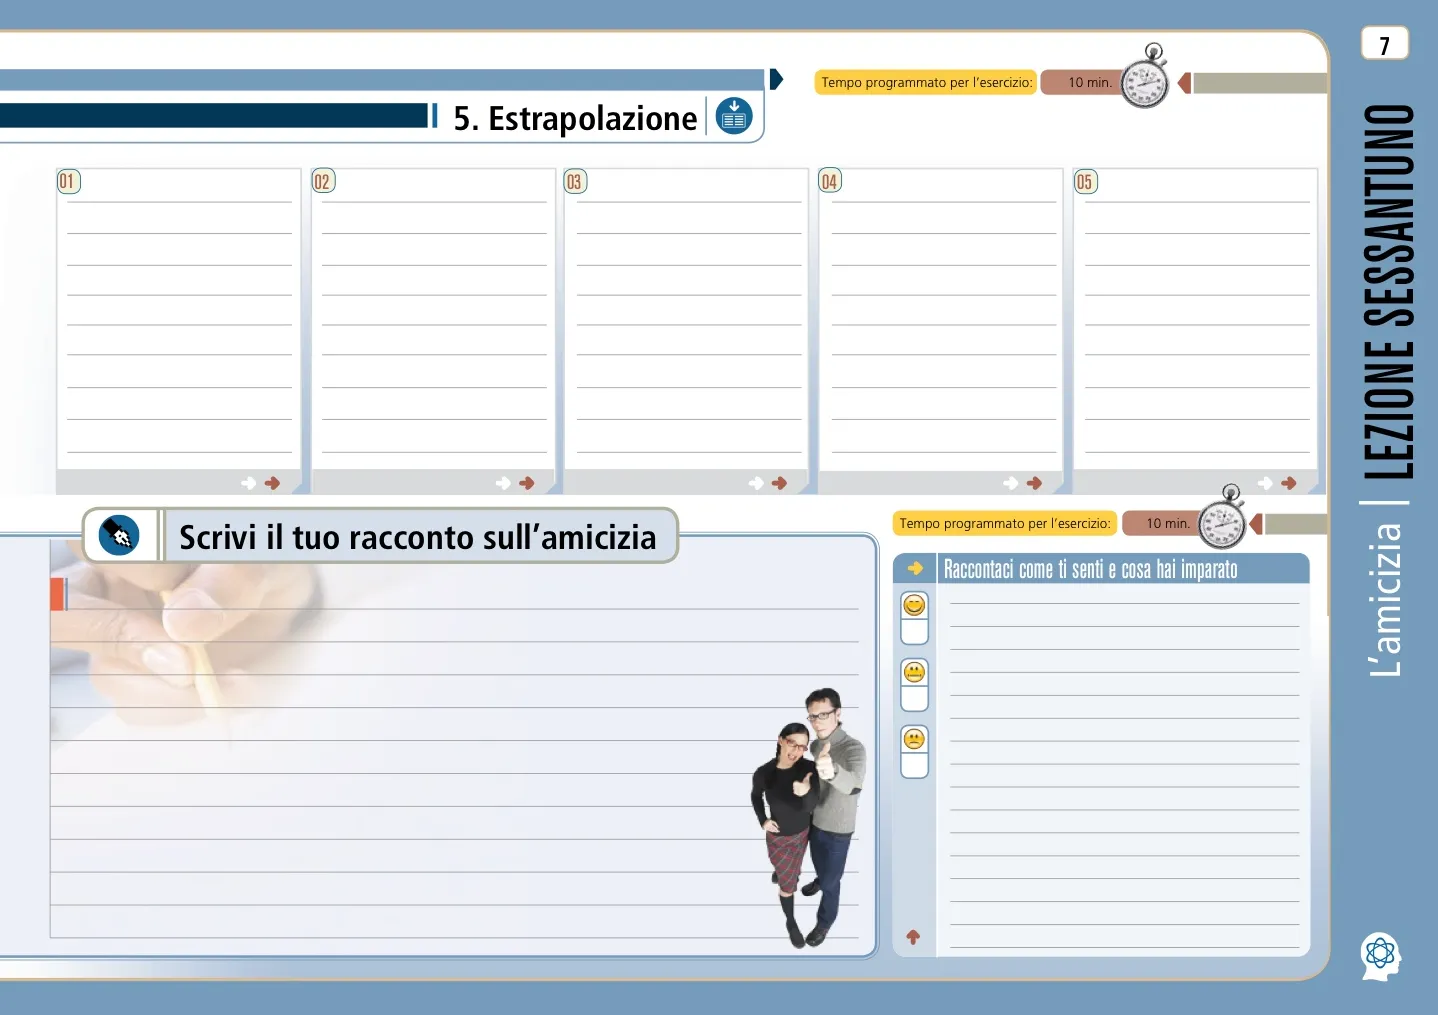 7
Tempo programmato per l'esercizio: 10 min.
5. Estrapolazione
01
02
03
04
05
LEZIONE SESSANTUNO
L'amicizia
Scrivi il tuo racconto sull'amicizia
Tempo programmato per l'esercizio: 10 min.
Raccontaci come ti senti e cosa hai imparato